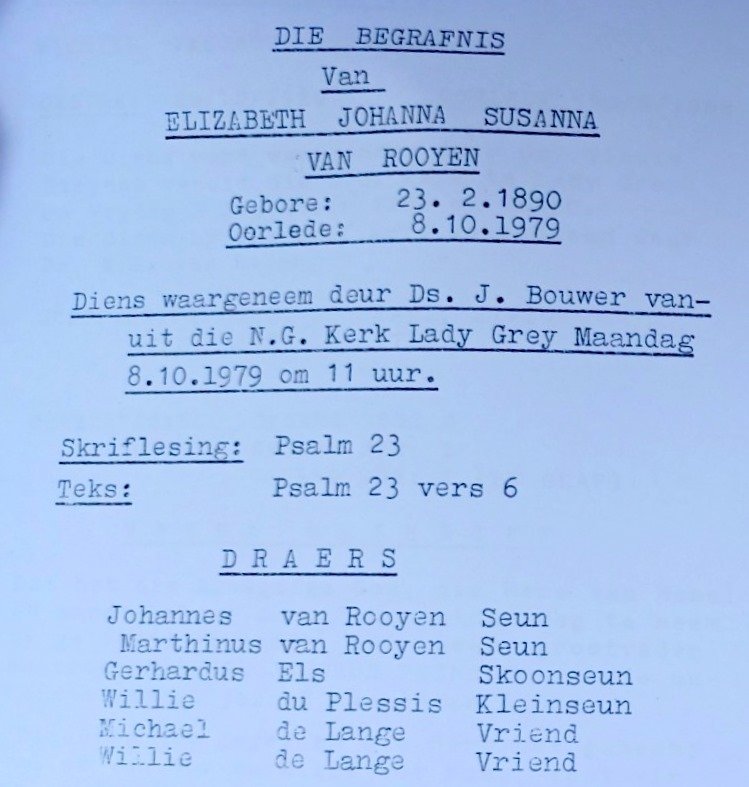 DIE BEGRAFNIS
Van
ELIZABETH JOHANNA SUSANNA
VAN ROOYEN
Gebore: 23. 2.1890
Oorlede: 8.10.1979
Diens waargeneem deur Ds. J. Bouwer van-
uit die N.G. Kerk Lady Grey Maandag
8.10.1979 om 11 uur.
Skriflesing: Psalm 23
Teks: Psalm 23 vers 6
D R A E R S
Johannes van Rooyen Seun
Marthinus van Rooyen Seun
Gerhardus Els Skoonseun
Willie du Plessis Kleinseun
Michael de Lange Vriend
Willie de Lange Vriend